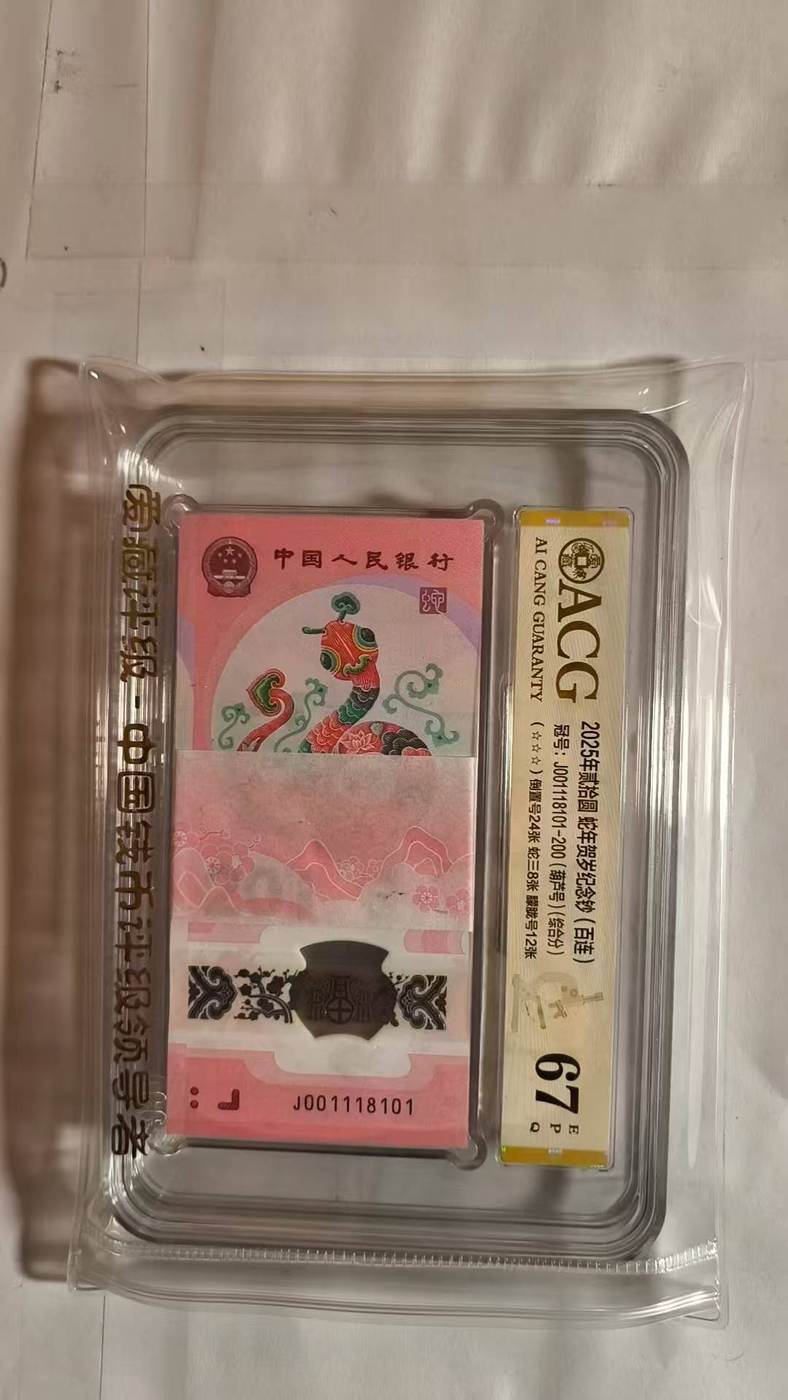 中国人民银行
蛇
J001118101
ACG
AI CANG GUARANTY
2025年贰拾圆 蛇年贺岁纪念钞（百连）
冠号：J001118101-200（葫芦号）（综合分）
（☆☆☆）倒置号24张 蛇三8张 朦胧号12张
67
E
P
Q
爱藏评级-中国钱币评级领导者